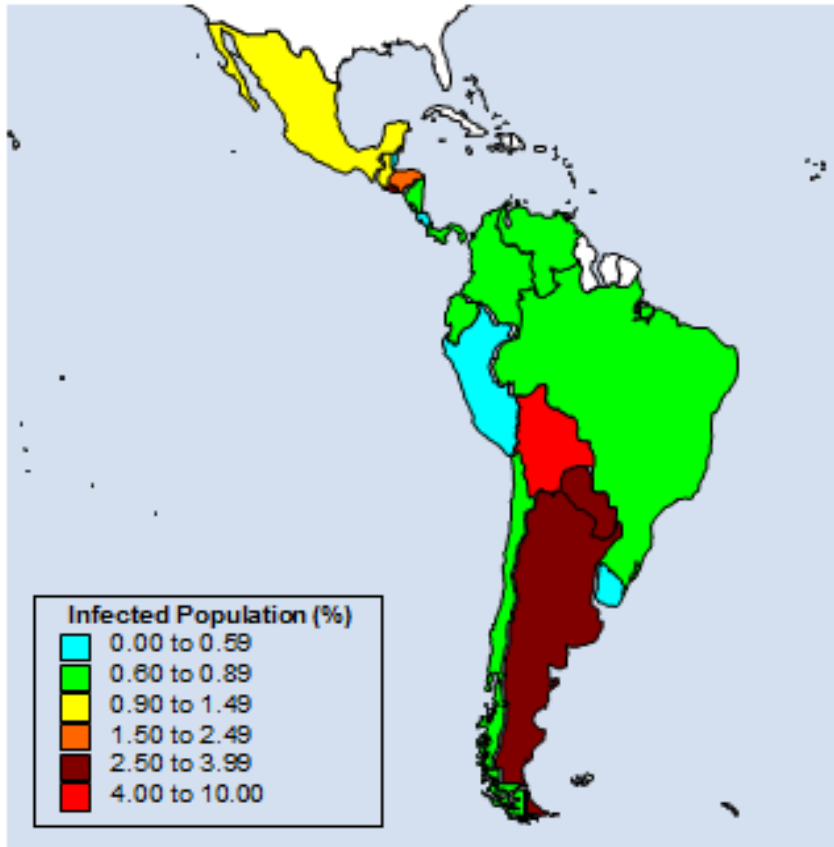 Infected Population (%)
0.00 to 0.59
0.60 to 0.89
0.90 to 1.49
1.50 to 2.49
2.50 to 3.99
4.00 to 10.00